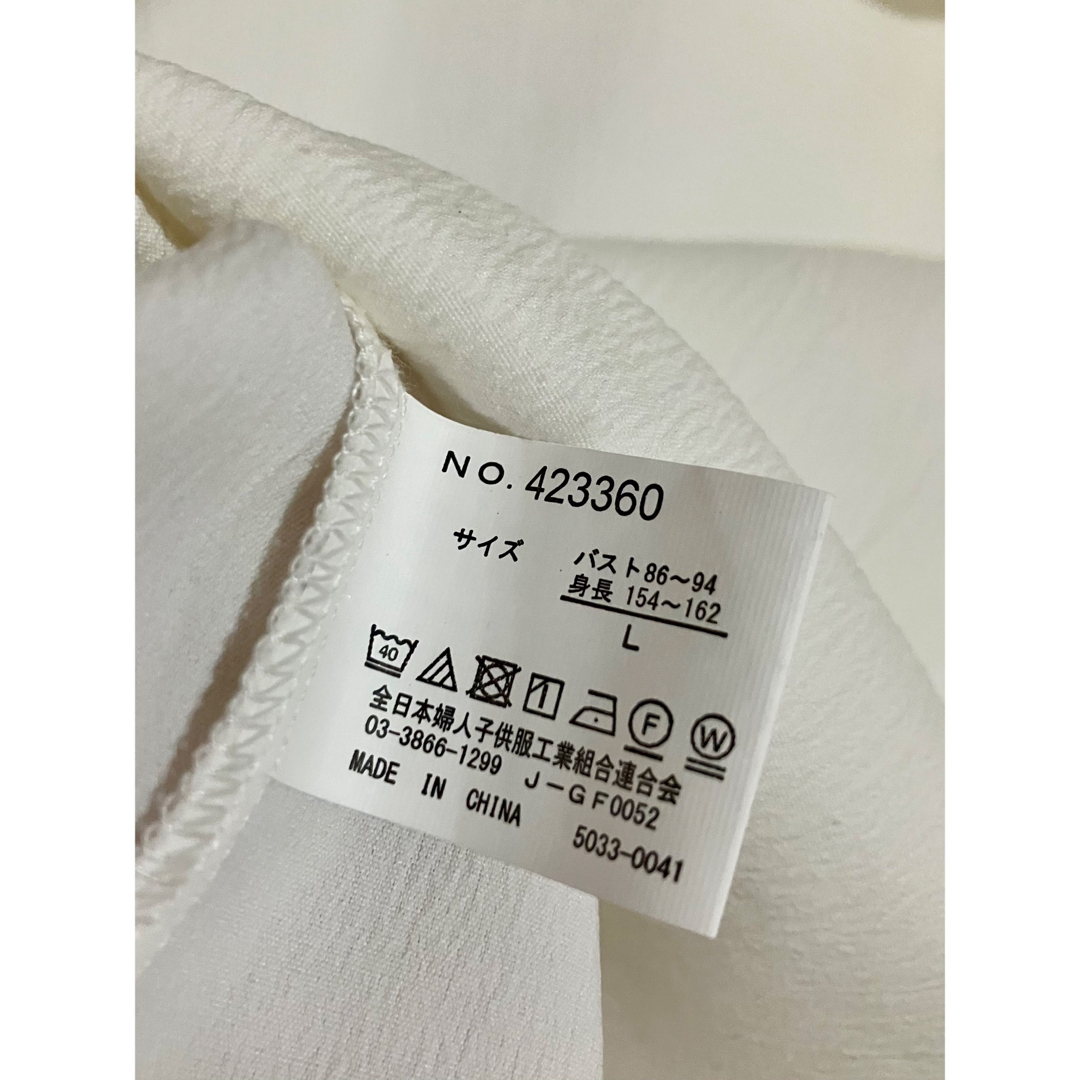 NO. 423360
サイズ
バスト86～94
身長 154～162
L
40
F
W
全日本婦人子供服工業組合連合会
03-3866-1299 J-GF0052
MADE IN CHINA 5033-0041